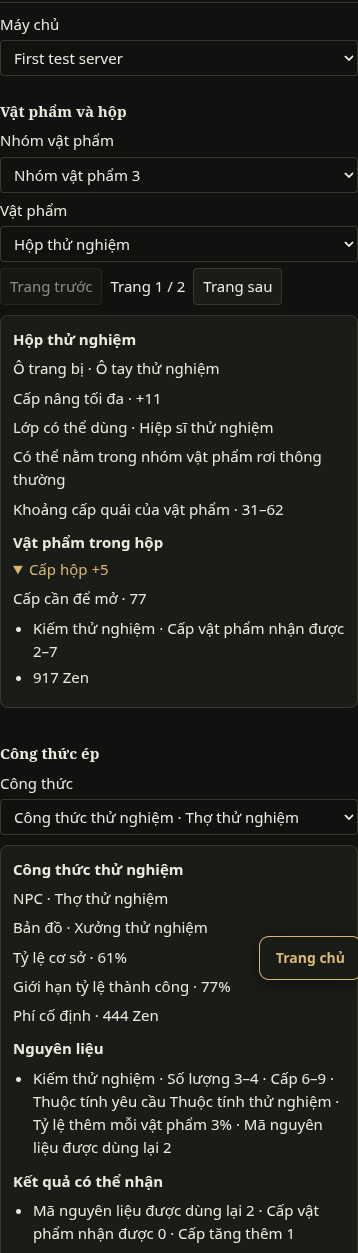 Máy chủ
First test server
Vật phẩm và hộp
Nhóm vật phẩm
Nhóm vật phẩm 3
Vật phẩm
Hộp thử nghiệm
Trang trước
Trang 1 / 2
Trang sau
Hộp thử nghiệm
Ô trang bị · Ô tay thử nghiệm
Cấp nâng tối đa · +11
Lớp có thể dùng · Hiệp sĩ thử nghiệm
Có thể nằm trong nhóm vật phẩm rơi thông
thường
Khoảng cấp quái của vật phẩm · 31–62
Vật phẩm trong hộp
▼ Cấp hộp +5
Cấp cần để mở · 77
• Kiếm thử nghiệm · Cấp vật phẩm nhận được
2–7
• 917 Zen
Công thức ép
Công thức
Công thức thử nghiệm · Thợ thử nghiệm
Công thức thử nghiệm
NPC · Thợ thử nghiệm
Bản đồ · Xưởng thử nghiệm
Tỷ lệ cơ sở · 61%
Trang chủ
Giới hạn tỷ lệ thành công · 77%
Phí cố định · 444 Zen
Nguyên liệu
• Kiếm thử nghiệm · Số lượng 3–4 · Cấp 6–9 ·
Thuộc tính yêu cầu Thuộc tính thử nghiệm ·
Tỷ lệ thêm mỗi vật phẩm 3% · Mã nguyên
liệu được dùng lại 2
Kết quả có thể nhận
• Mã nguyên liệu được dùng lại 2 · Cấp vật
phẩm nhận được 0 · Cấp tăng thêm 1